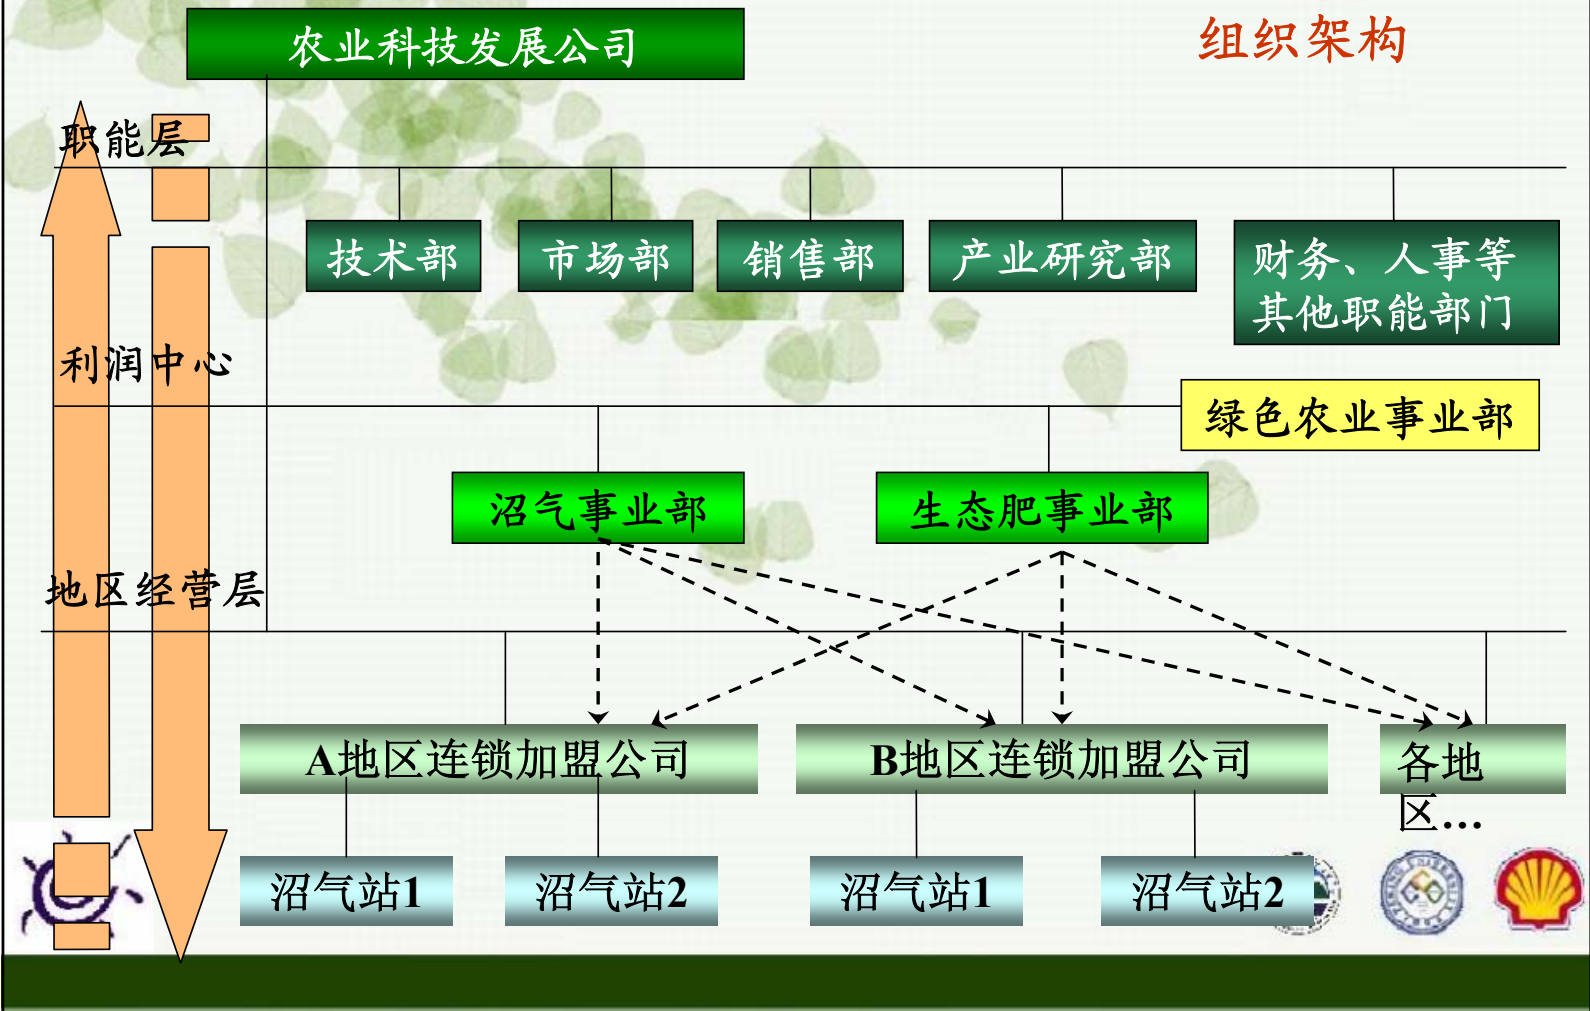 组织架构
农业科技发展公司
职能层
技术部
市场部
销售部
产业研究部
财务、人事等
其他职能部门
利润中心
绿色农业事业部
沼气事业部
生态肥事业部
地区经营层
A地区连锁加盟公司
B地区连锁加盟公司
各地
区...
沼气站1
沼气站2
沼气站1
沼气站2